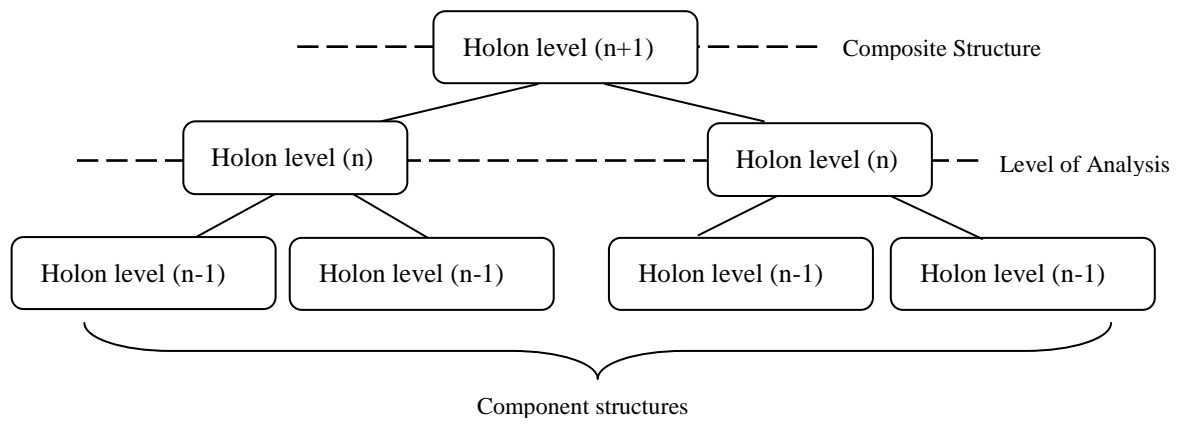 Holon level (n+1)
Composite Structure
Holon level (n)
Holon level (n)
Level of Analysis
Holon level (n-1)
Holon level (n-1)
Holon level (n-1)
Holon level (n-1)
Component structures